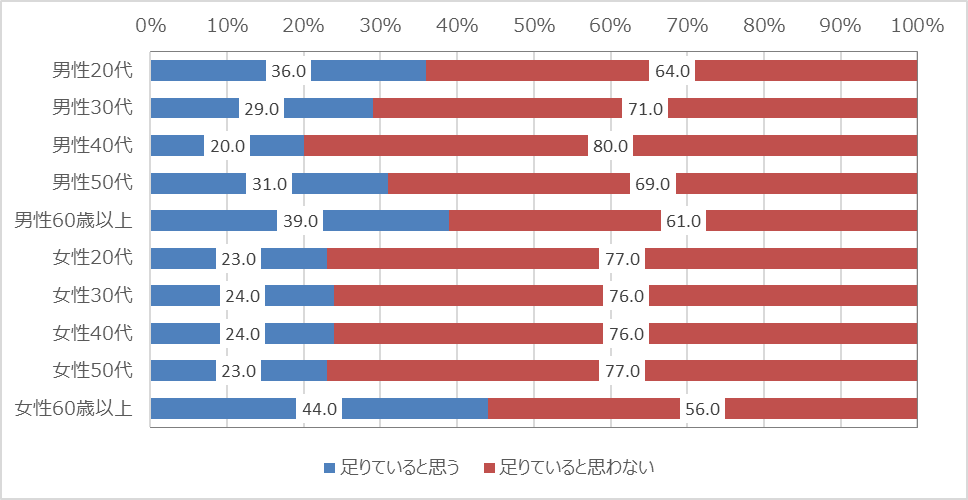 0% 10% 20% 30% 40% 50% 60% 70% 80% 90% 100%
男性20代 36.0 64.0
男性30代 29.0 71.0
男性40代 20.0 80.0
男性50代 31.0 69.0
男性60歳以上 39.0 61.0
女性20代 23.0 77.0
女性30代 24.0 76.0
女性40代 24.0 76.0
女性50代 23.0 77.0
女性60歳以上 44.0 56.0
足りていると思う 足りていると思わない